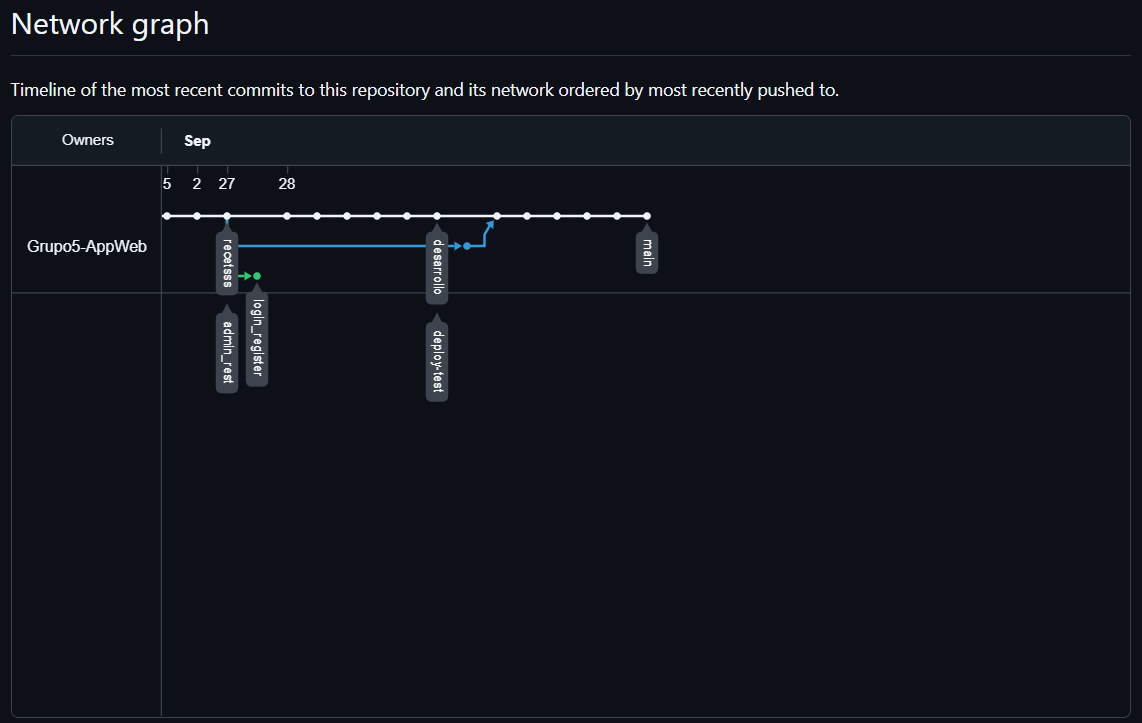 Network graph
Timeline of the most recent commits to this repository and its network ordered by most recently pushed to.
Owners
Sep
5 2 27 28
Grupo5-AppWeb
recetsss
desarrollo
main
login_register
admin_rest
deploy-test